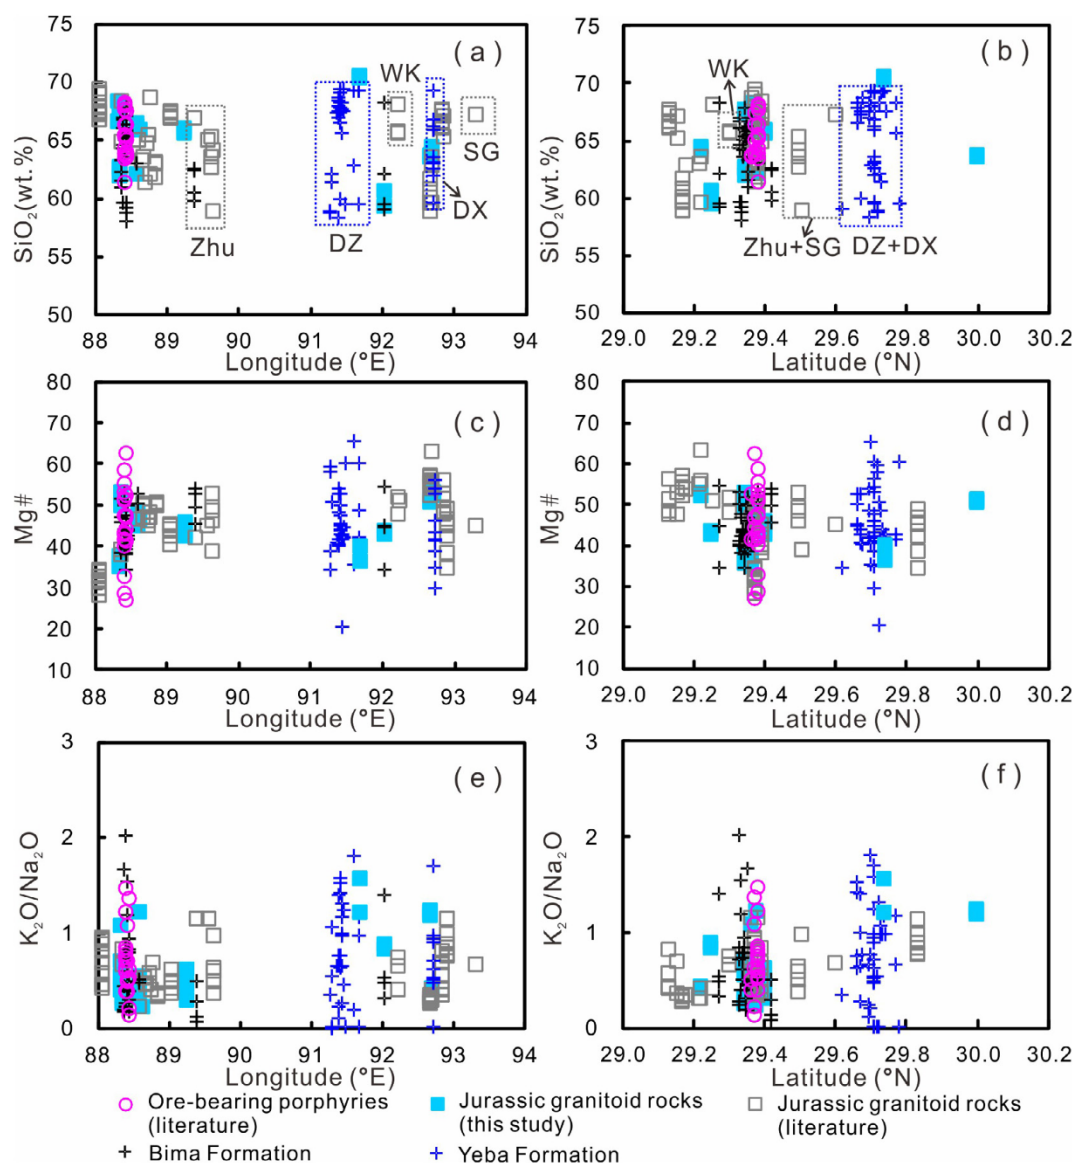 75
70
65
60
55
50
SiO₂(wt.%)
(a)
WK
SG
DX
Zhu
DZ
88 89 90 91 92 93 94
Longitude (°E)
75
70
65
60
55
50
SiO₂(wt.%)
(b)
WK
Zhu+SG
DZ+DX
29.0 29.2 29.4 29.6 29.8 30.0 30.2
Latitude (°N)
80
70
60
50
40
30
20
10
Mg#
(c)
88 89 90 91 92 93 94
Longitude (°E)
80
70
60
50
40
30
20
10
Mg#
(d)
29.0 29.2 29.4 29.6 29.8 30.0 30.2
Latitude (°N)
3
2
1
0
K₂O/Na₂O
(e)
88 89 90 91 92 93 94
Longitude (°E)
3
2
1
0
K₂O/Na₂O
(f)
29.0 29.2 29.4 29.6 29.8 30.0 30.2
Latitude (°N)
Ore-bearing porphyries
(literature)
Jurassic granitoid rocks
(this study)
Jurassic granitoid rocks
(literature)
Bima Formation
Yeba Formation